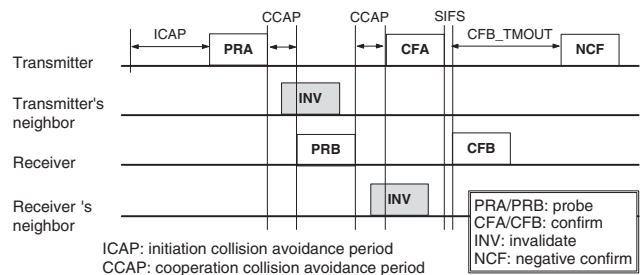 CCAP CCAP SIFS
ICAP CFB_TMOUT
Transmitter PRA CFA NCF
Transmitter's
neighbor
INV
Receiver PRB CFB
Receiver 's
neighbor
INV
PRA/PRB: probe
CFA/CFB: confirm
INV: invalidate
NCF: negative confirm
ICAP: initiation collision avoidance period
CCAP: cooperation collision avoidance period